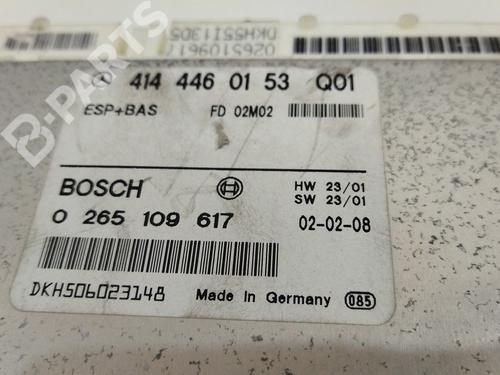 DKH55I1305
0265109617
414 446 01 53 Q01
ESP+BAS FD 02M02
BOSCH HW 23/01
SW 23/01
0 265 109 617 02-02-08
DKH506023148 Made in Germany 085
B-PARTS